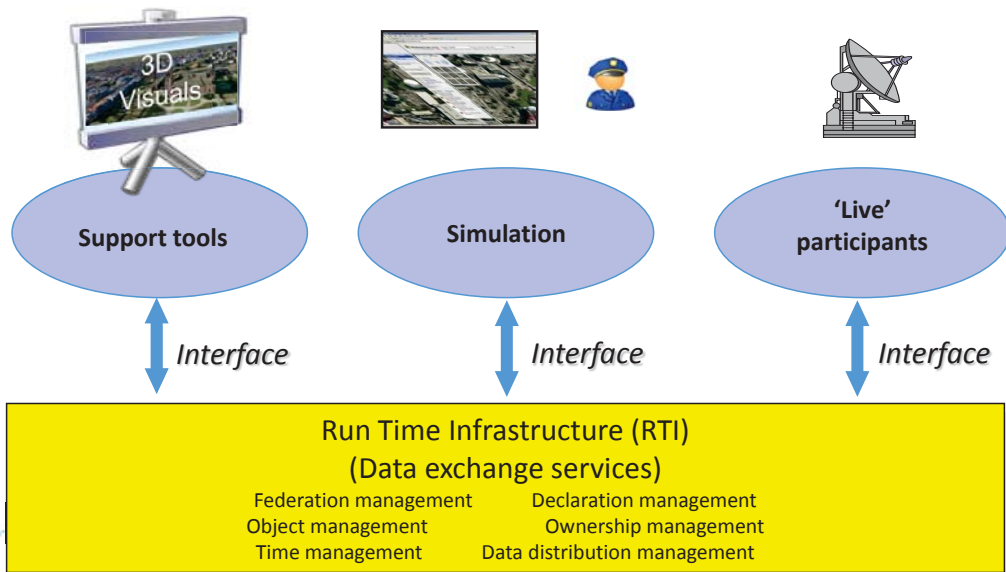 3D
Visuals
Support tools
Simulation
‘Live’
participants
Interface
Interface
Interface
Run Time Infrastructure (RTI)
(Data exchange services)
Federation management Declaration management
Object management Ownership management
Time management Data distribution management